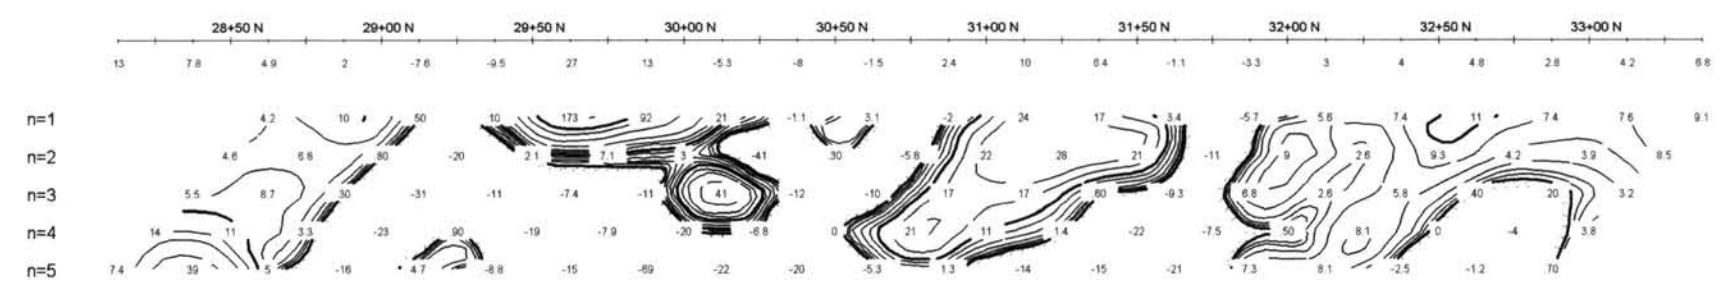 28+50 N 29+00 N 29+50 N 30+00 N 30+50 N 31+00 N 31+50 N 32+00 N 32+50 N 33+00 N
13 7.8 4.9 2 -7.6 -9.5 27 13 -5.3 -8 -1.5 2.4 10 6.4 -1.1 -3.3 3 4 4.8 2.8 4.2 6.8
n=1 4.2 10 50 10 173 92 21 -1.1 3.1 -2 24 17 3.4 -5.7 5.6 7.4 11 7.4 7.6 9.1
n=2 4.6 6.8 80 -20 2.1 7.1 3 -41 30 -5.8 22 28 21 -11 9 2.6 9.3 4.2 3.9 8.5
n=3 5.5 8.7 30 -31 -11 -7.4 -11 41 -12 -10 17 17 60 -9.3 6.8 2.6 5.8 40 20 3.2
n=4 14 11 3.3 -23 90 -19 -7.9 -20 -6.8 0 21 11 1.4 -22 -7.5 50 8.1 0 -4 3.8
n=5 7.4 39 5 -16 4.7 -8.8 -15 -69 -22 -20 -5.3 1.3 -14 -15 -21 7.3 8.1 -2.5 -1.2 70